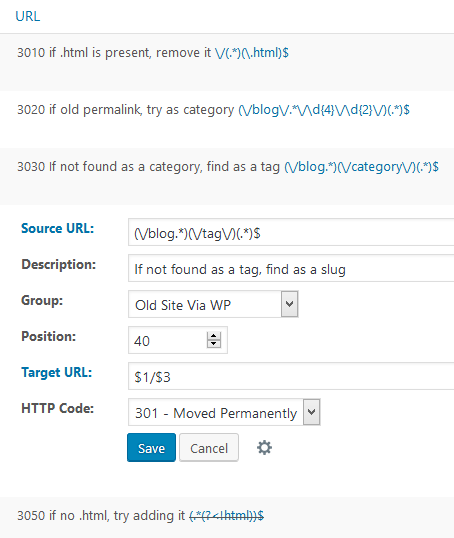 URL
3010 if .html is present, remove it \/(.*)(\.html)$
3020 if old permalink, try as category (\/blog\/.*\/\d{4}\/\d{2}\/)(.*)$
3030 If not found as a category, find as a tag (\/blog.*)(\/category\/)(.*)$
Source URL: (\/blog.*)(\/tag\/)(.*)$
Description: If not found as a tag, find as a slug
Group: Old Site Via WP
Position: 40
Target URL: $1/$3
HTTP Code: 301 - Moved Permanently
Save Cancel
3050 if no .html, try adding it (.*(?<!html))$